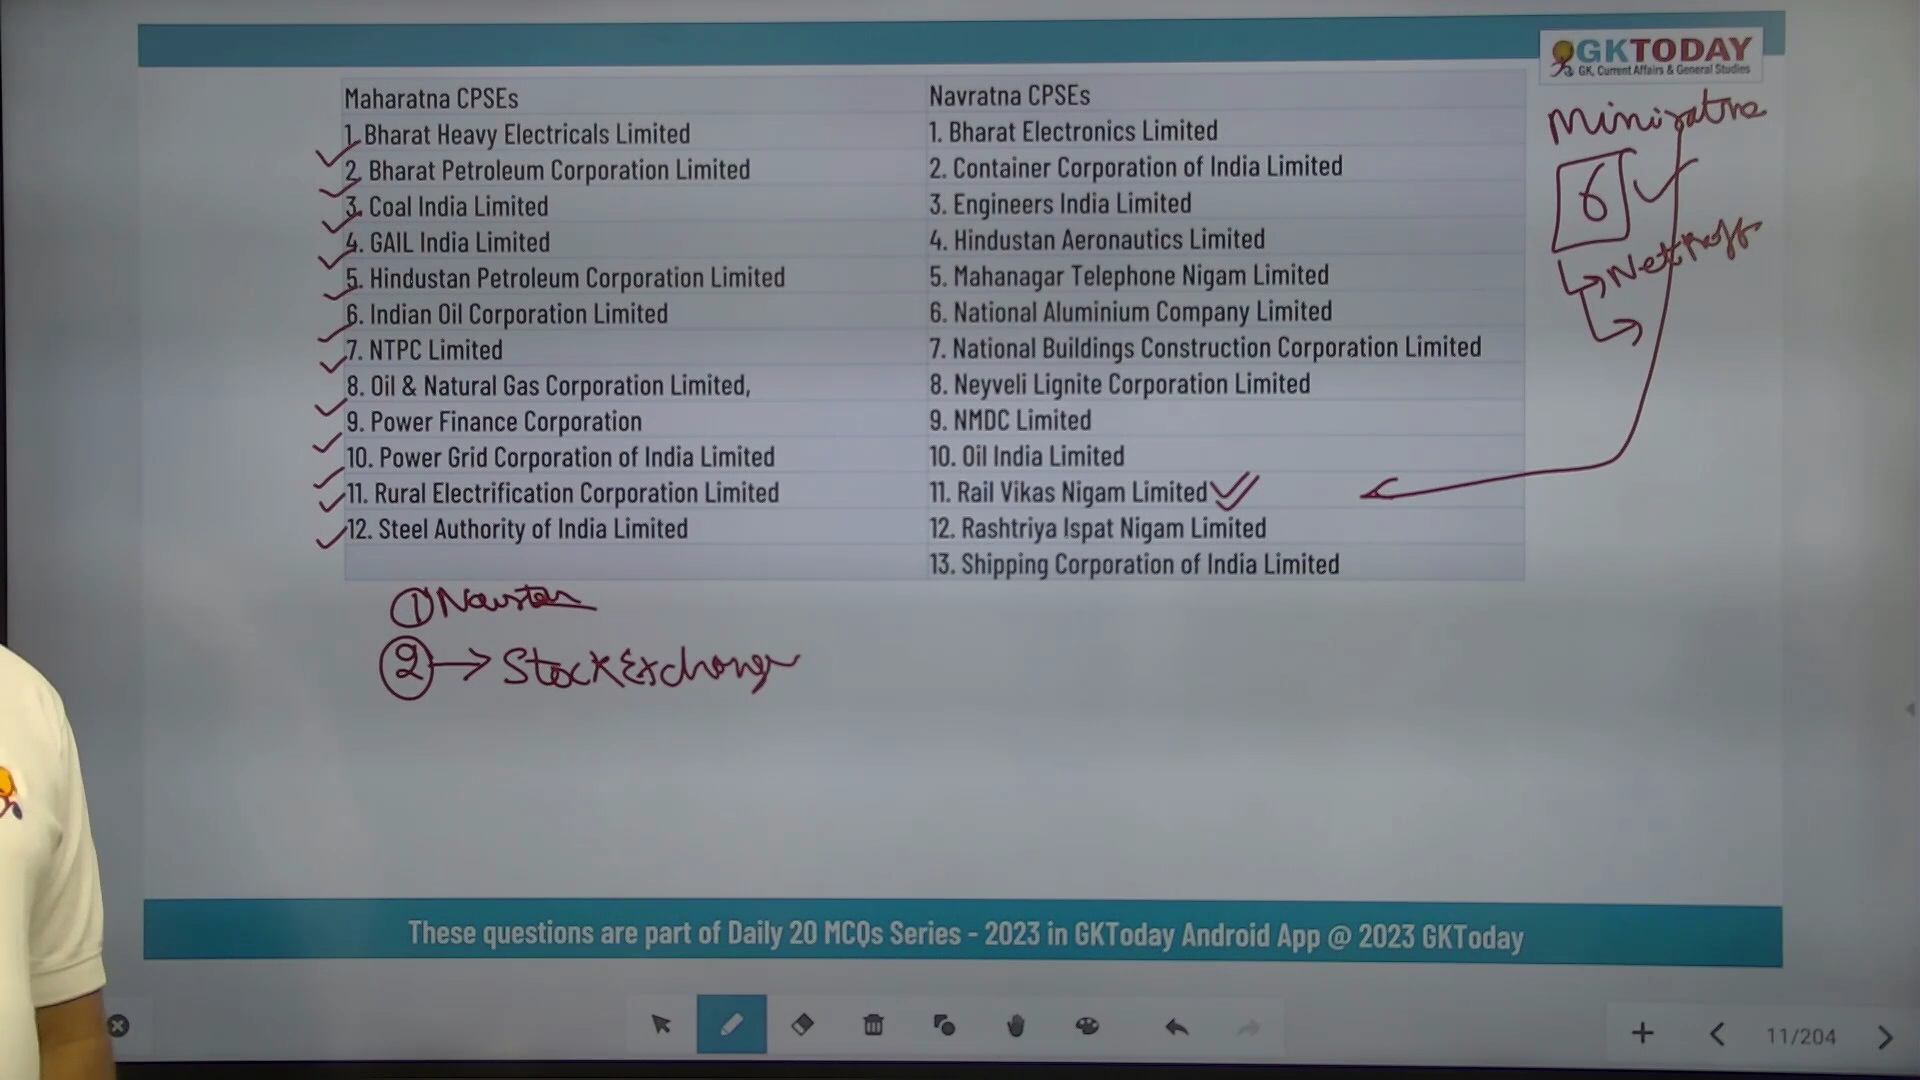 GKTODAY
GK, Current Affairs & General Studies
Maharatna CPSEs
1. Bharat Heavy Electricals Limited
2. Bharat Petroleum Corporation Limited
3. Coal India Limited
4. GAIL India Limited
5. Hindustan Petroleum Corporation Limited
6. Indian Oil Corporation Limited
7. NTPC Limited
8. Oil & Natural Gas Corporation Limited,
9. Power Finance Corporation
10. Power Grid Corporation of India Limited
11. Rural Electrification Corporation Limited
12. Steel Authority of India Limited
Navratna CPSEs
1. Bharat Electronics Limited
2. Container Corporation of India Limited
3. Engineers India Limited
4. Hindustan Aeronautics Limited
5. Mahanagar Telephone Nigam Limited
6. National Aluminium Company Limited
7. National Buildings Construction Corporation Limited
8. Neyveli Lignite Corporation Limited
9. NMDC Limited
10. Oil India Limited
11. Rail Vikas Nigam Limited
12. Rashtriya Ispat Nigam Limited
13. Shipping Corporation of India Limited
Miniratna
6
Net
1
2 → Stock Exchange
These questions are part of Daily 20 MCQs Series - 2023 in GKToday Android App @ 2023 GKToday
11/204